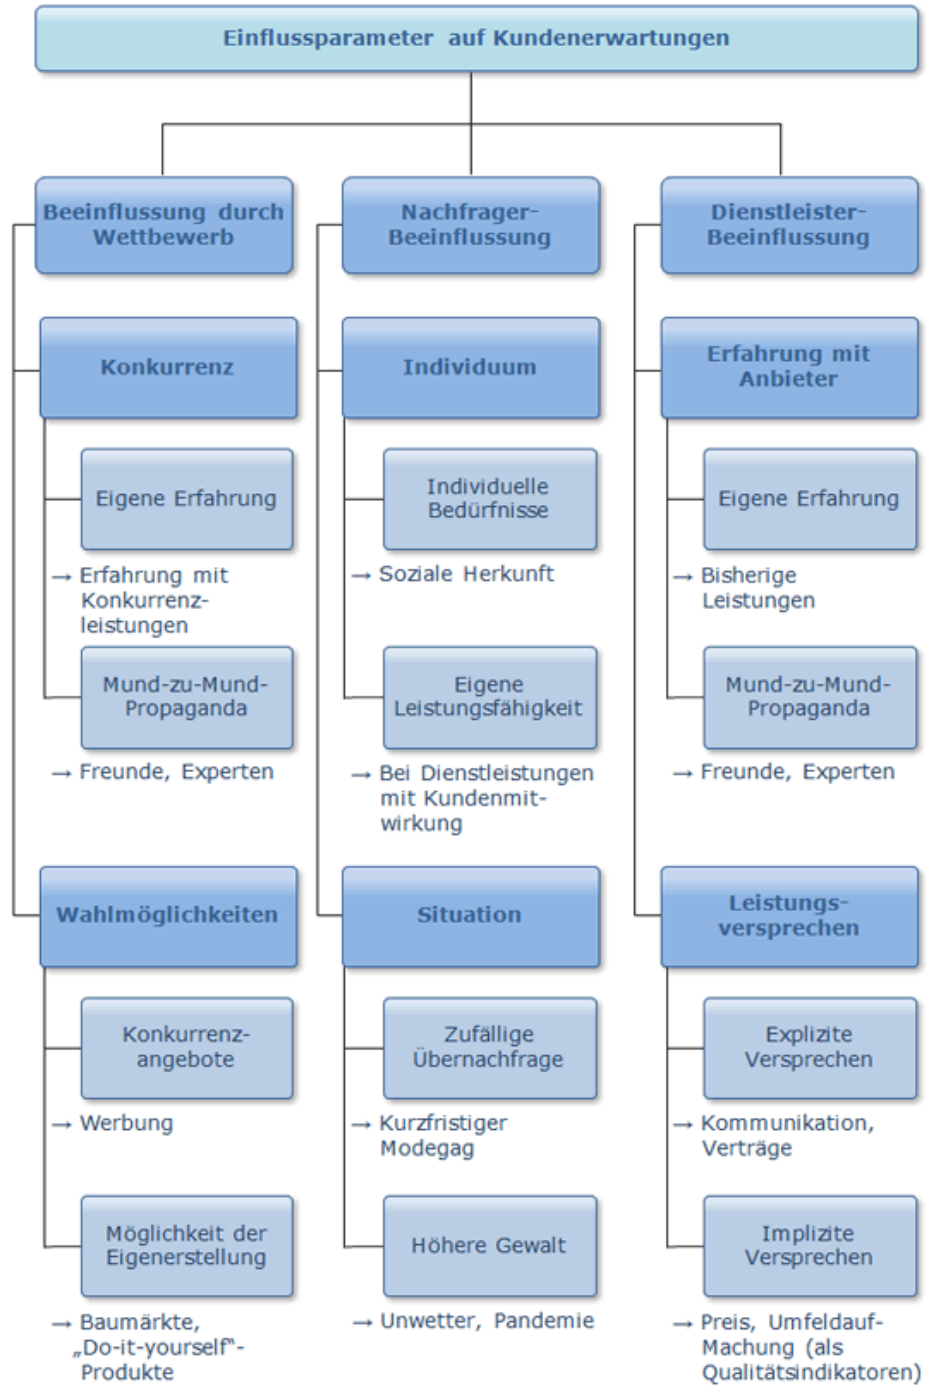 Einflussparameter auf Kundenerwartungen
Beeinflussung durch
Wettbewerb
Konkurrenz
Eigene Erfahrung
→ Erfahrung mit
Konkurrenz-
leistungen
Mund-zu-Mund-
Propaganda
→ Freunde, Experten
Wahlmöglichkeiten
Konkurrenz-
angebote
→ Werbung
Möglichkeit der
Eigenerstellung
→ Baumärkte,
„Do-it-yourself“-
Produkte
Nachfrager-
Beeinflussung
Individuum
Individuelle
Bedürfnisse
→ Soziale Herkunft
Eigene
Leistungsfähigkeit
→ Bei Dienstleistungen
mit Kundenmit-
wirkung
Situation
Zufällige
Übernachfrage
→ Kurzfristiger
Modegag
Höhere Gewalt
→ Unwetter, Pandemie
Dienstleister-
Beeinflussung
Erfahrung mit
Anbieter
Eigene Erfahrung
→ Bisherige
Leistungen
Mund-zu-Mund-
Propaganda
→ Freunde, Experten
Leistungs-
versprechen
Explizite
Versprechen
→ Kommunikation,
Verträge
Implizite
Versprechen
→ Preis, Umfeldauf-
Machung (als
Qualitätsindikatoren)